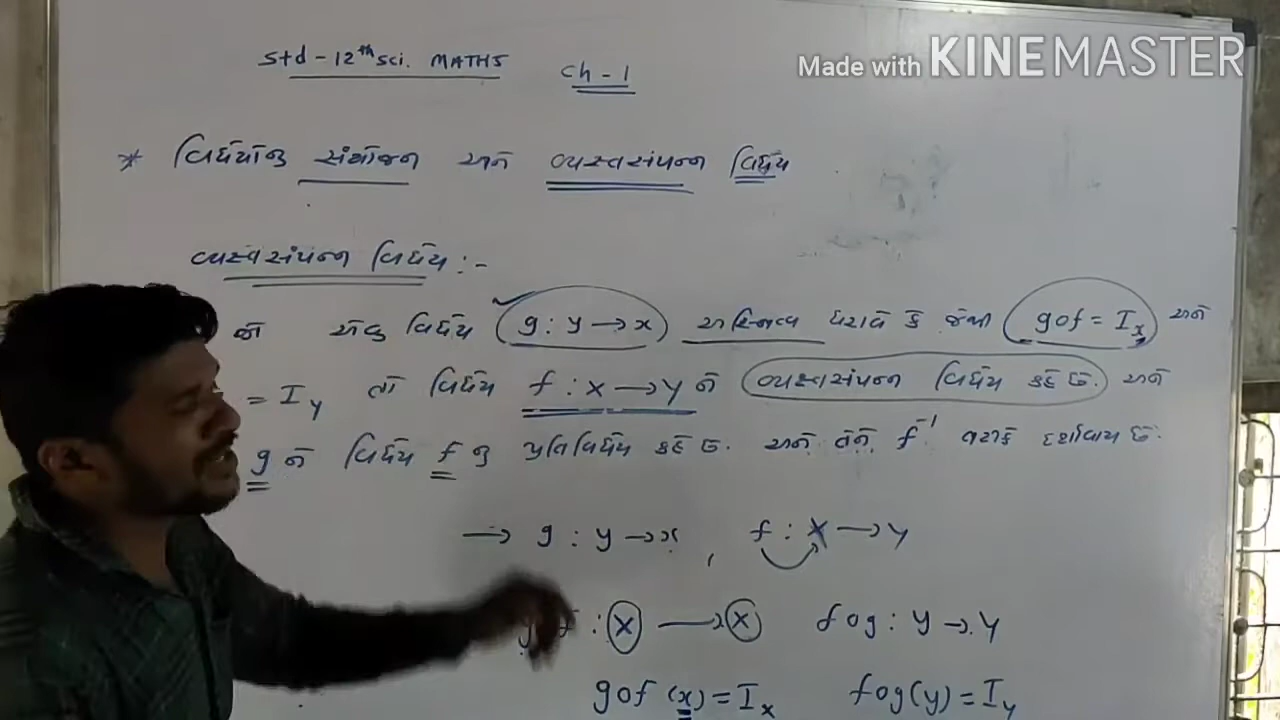 Std-12th sci. MATHS Ch-1
Made with KINEMASTER
* વિધેયોનું સંયોજન અને વ્યસ્તસંપન્ન વિધેય
વ્યસ્તસંપન્ન વિધેય :-
જો એવું વિધેય g : y → x અસ્તિત્વ ધરાવે કે જેથી gof = Ix અને
= IY તો વિધેય f : x → y ને વ્યસ્તસંપન્ન વિધેય કહે છે. અને
g ને વિધેય f નું પ્રતિવિધેય કહે છે. અને તેને f⁻¹ વડે દર્શાવાય છે.
→ g : y → x , f : X → Y
: X → X fog : y → Y
gof (x) = Ix fog(y) = IY